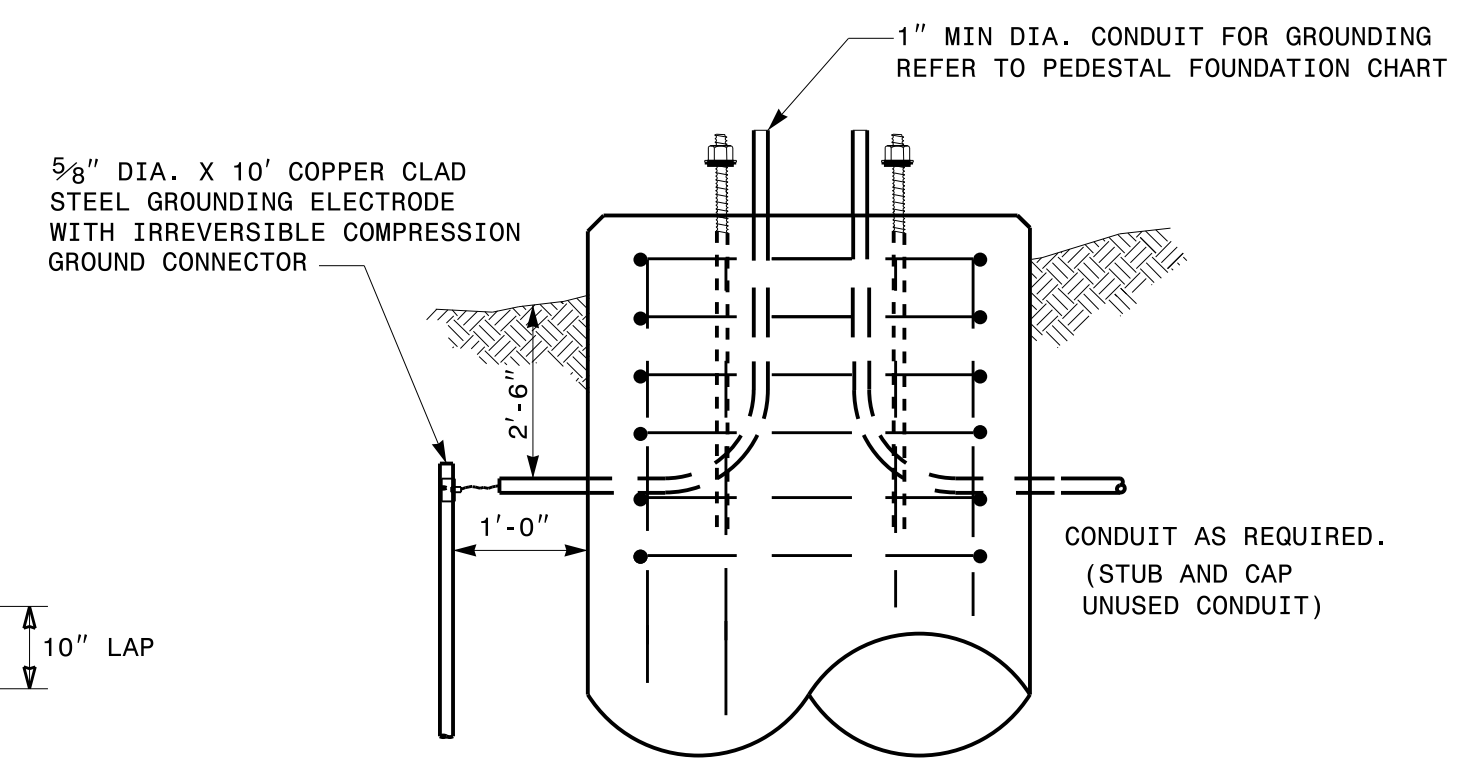 1" MIN DIA. CONDUIT FOR GROUNDING
REFER TO PEDESTAL FOUNDATION CHART
5/8" DIA. X 10' COPPER CLAD
STEEL GROUNDING ELECTRODE
WITH IRREVERSIBLE COMPRESSION
GROUND CONNECTOR
2'-6"
1'-0"
CONDUIT AS REQUIRED.
(STUB AND CAP
UNUSED CONDUIT)
10" LAP